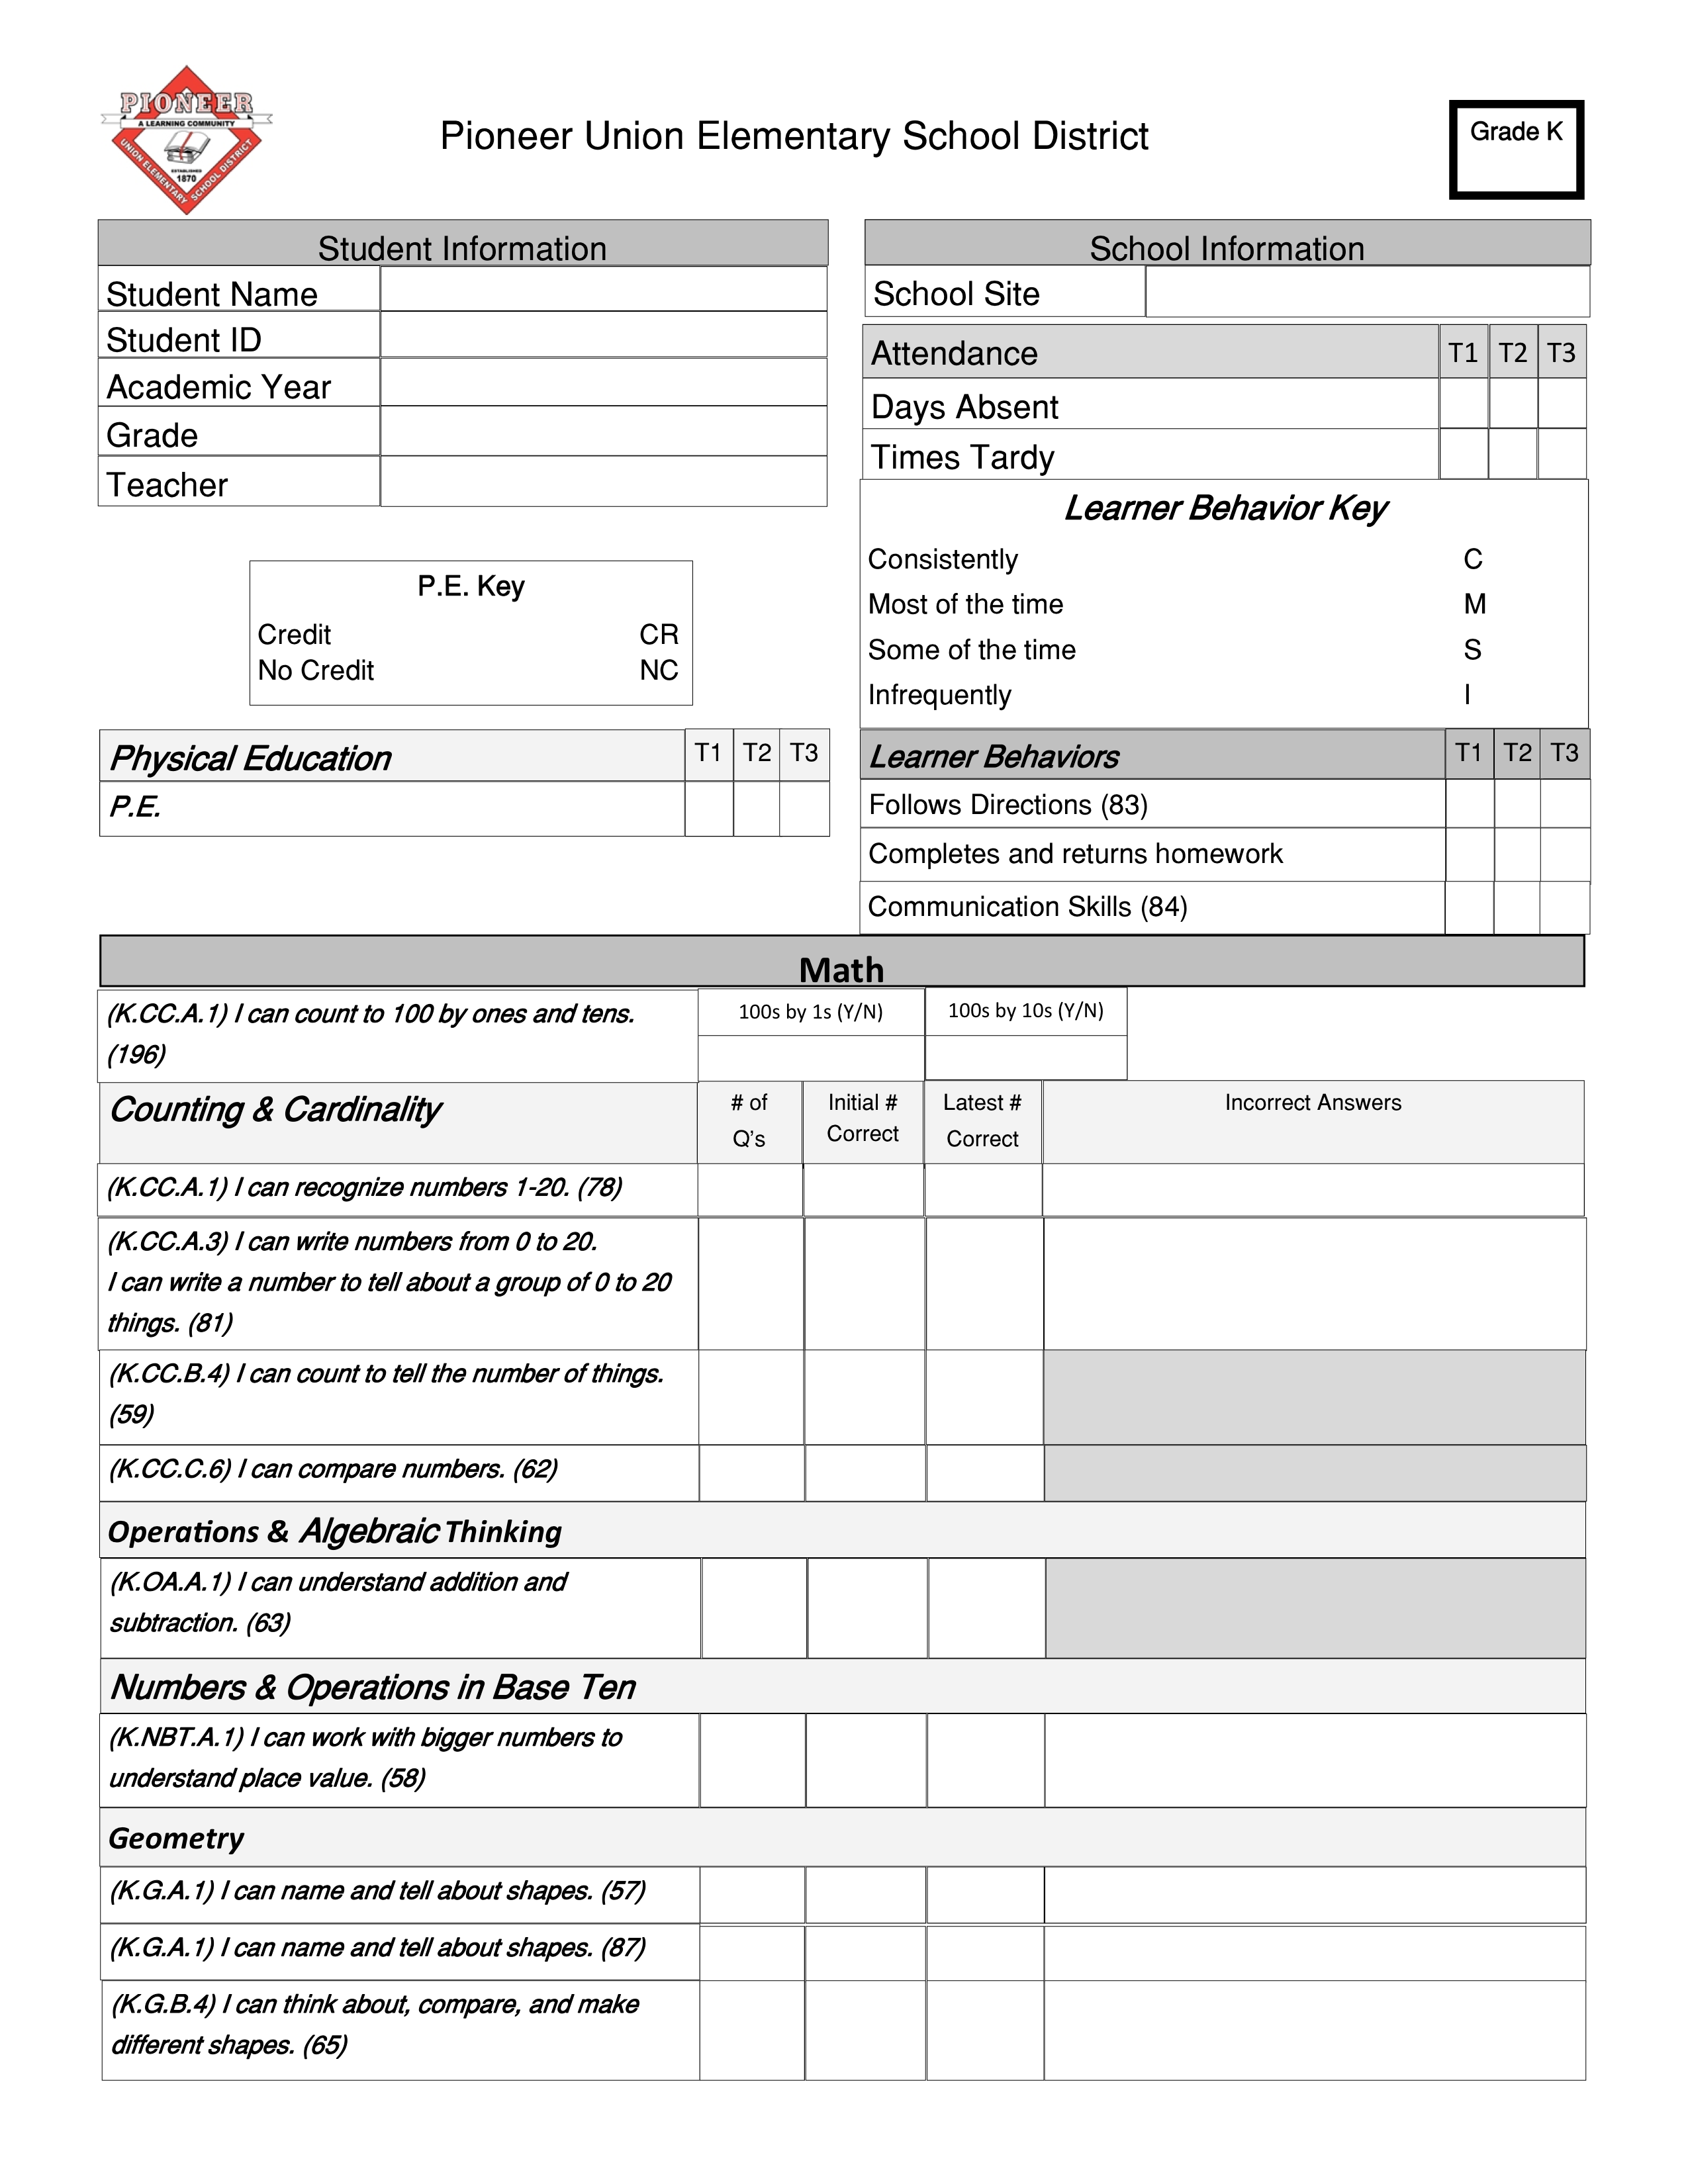 PIONEER
A LEARNING COMMUNITY
UNION ELEMENTARY SCHOOL DISTRICT
ESTABLISHED
1870
Pioneer Union Elementary School District
Grade K
Student Information
Student Name
Student ID
Academic Year
Grade
Teacher
School Information
School Site
Attendance T1 T2 T3
Days Absent
Times Tardy
P.E. Key
Credit CR
No Credit NC
Learner Behavior Key
Consistently C
Most of the time M
Some of the time S
Infrequently I
Physical Education T1 T2 T3
P.E.
Learner Behaviors T1 T2 T3
Follows Directions (83)
Completes and returns homework
Communication Skills (84)
Math
(K.CC.A.1) I can count to 100 by ones and tens.
(196)
100s by 1s (Y/N) 100s by 10s (Y/N)
Counting & Cardinality
# of
Q's
Initial #
Correct
Latest #
Correct
Incorrect Answers
(K.CC.A.1) I can recognize numbers 1-20. (78)
(K.CC.A.3) I can write numbers from 0 to 20.
I can write a number to tell about a group of 0 to 20
things. (81)
(K.CC.B.4) I can count to tell the number of things.
(59)
(K.CC.C.6) I can compare numbers. (62)
Operations & Algebraic Thinking
(K.OA.A.1) I can understand addition and
subtraction. (63)
Numbers & Operations in Base Ten
(K.NBT.A.1) I can work with bigger numbers to
understand place value. (58)
Geometry
(K.G.A.1) I can name and tell about shapes. (57)
(K.G.A.1) I can name and tell about shapes. (87)
(K.G.B.4) I can think about, compare, and make
different shapes. (65)